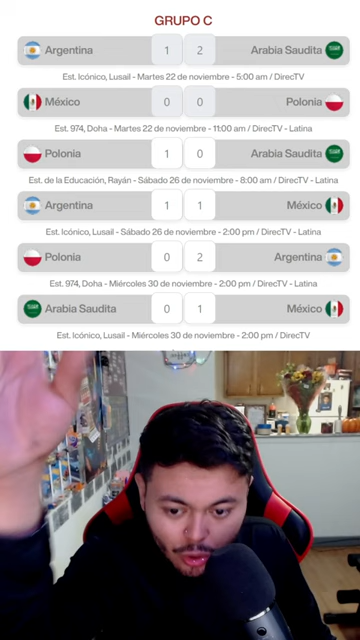 GRUPO C
Argentina 1 2 Arabia Saudita
Est. Icónico, Lusail - Martes 22 de noviembre - 5:00 am / DirecTV
México 0 0 Polonia
Est. 974, Doha - Martes 22 de noviembre - 11:00 am / DirecTV - Latina
Polonia 1 0 Arabia Saudita
Est. de la Educación, Rayán - Sábado 26 de noviembre - 8:00 am / DirecTV - Latina
Argentina 1 1 México
Est. Icónico, Lusail - Sábado 26 de noviembre - 2:00 pm / DirecTV - Latina
Polonia 0 2 Argentina
Est. 974, Doha - Miércoles 30 de noviembre - 2:00 pm / DirecTV - Latina
Arabia Saudita 0 1 México
Est. Icónico, Lusail - Miércoles 30 de noviembre - 2:00 pm / DirecTV